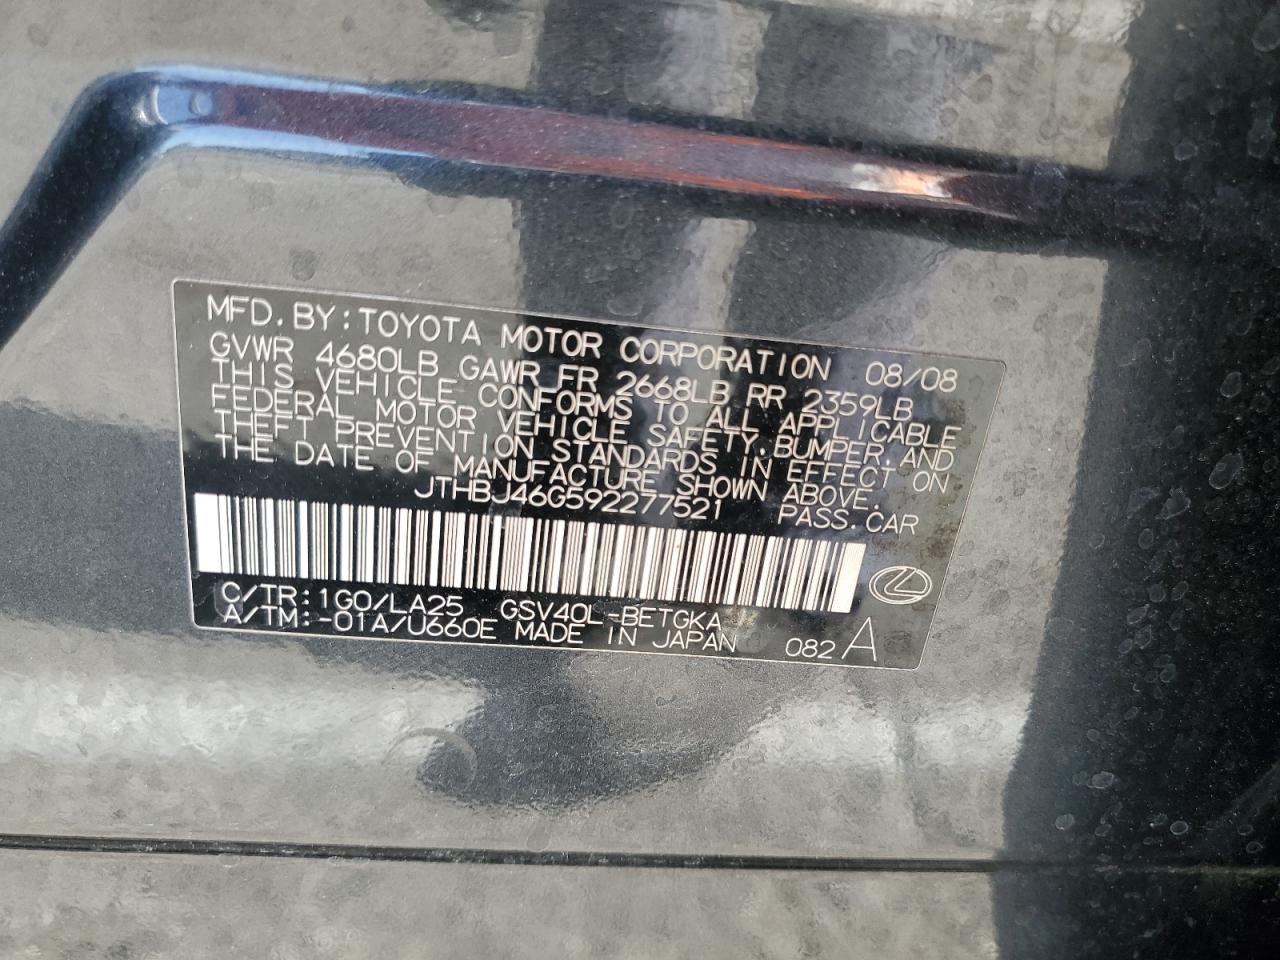 MFD.BY:TOYOTA MOTOR CORPORATION 08/08
GVWR 4680LB GAWR FR 2668LB RR 2359LB
THIS VEHICLE CONFORMS TO ALL APPLICABLE
FEDERAL MOTOR VEHICLE SAFETY,BUMPER,AND
THEFT PREVENTION STANDARDS IN EFFECT ON
THE DATE OF MANUFACTURE SHOWN ABOVE.
JTHBJ46G592277521 PASS.CAR
C/TR:1G0/LA25 GSV40L-BETGKA
A/TM:-01A/U660E MADE IN JAPAN 082 A